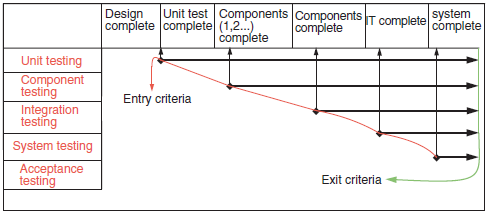 Design
complete
Unit test
complete
Components
(1,2...)
complete
Components
complete
IT complete
system
complete
Unit testing
Component
testing
Integration
testing
System testing
Acceptance
testing
Entry criteria
Exit criteria